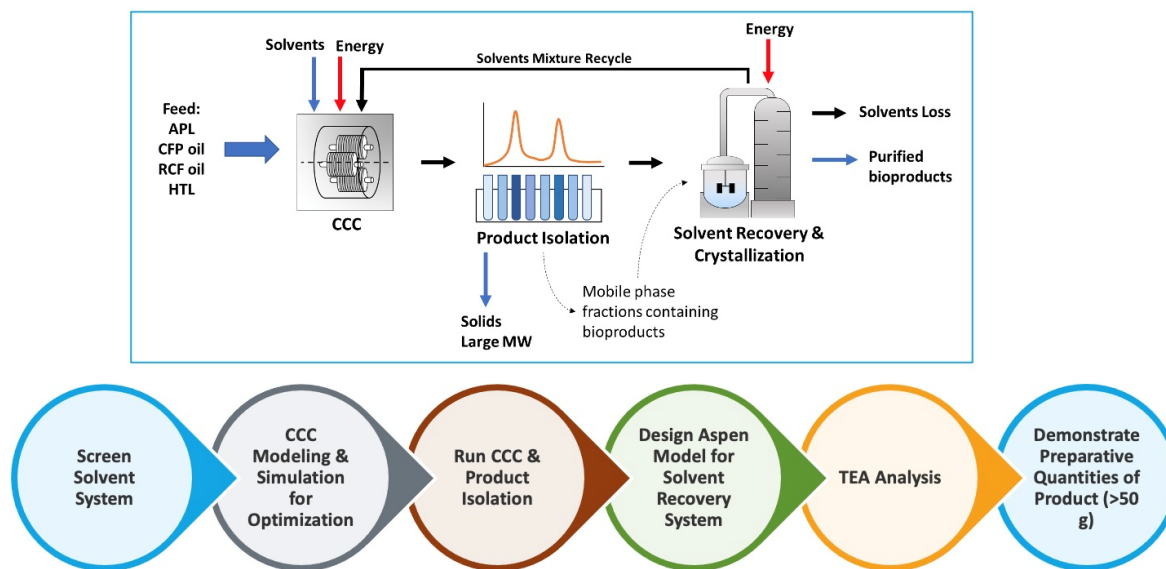 Solvents Energy
Solvents Mixture Recycle
Energy
Feed:
APL
CFP oil
RCF oil
HTL
CCC
Product Isolation
Solids
Large MW
Mobile phase
fractions containing
bioproducts
Solvent Recovery &
Crystallization
Solvents Loss
Purified
bioproducts
Screen
Solvent
System
CCC
Modeling &
Simulation
for
Optimization
Run CCC &
Product
Isolation
Design Aspen
Model for
Solvent
Recovery
System
TEA Analysis
Demonstrate
Preparative
Quantities of
Product (>50
g)